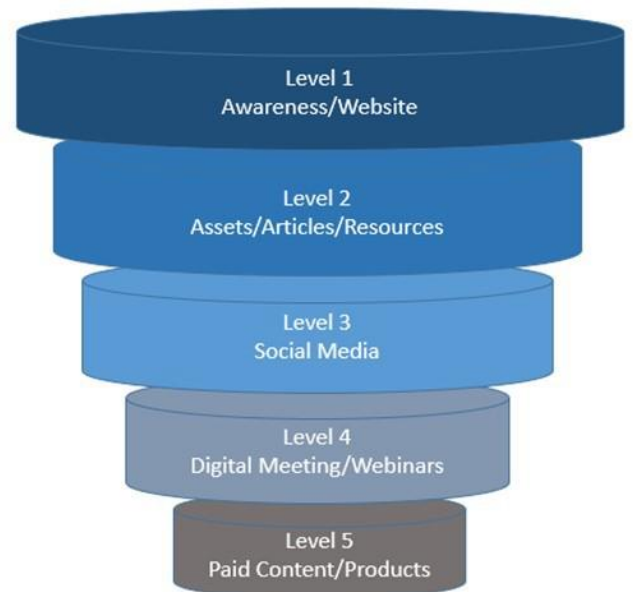 Level 1
Awareness/Website
Level 2
Assets/Articles/Resources
Level 3
Social Media
Level 4
Digital Meeting/Webinars
Level 5
Paid Content/Products